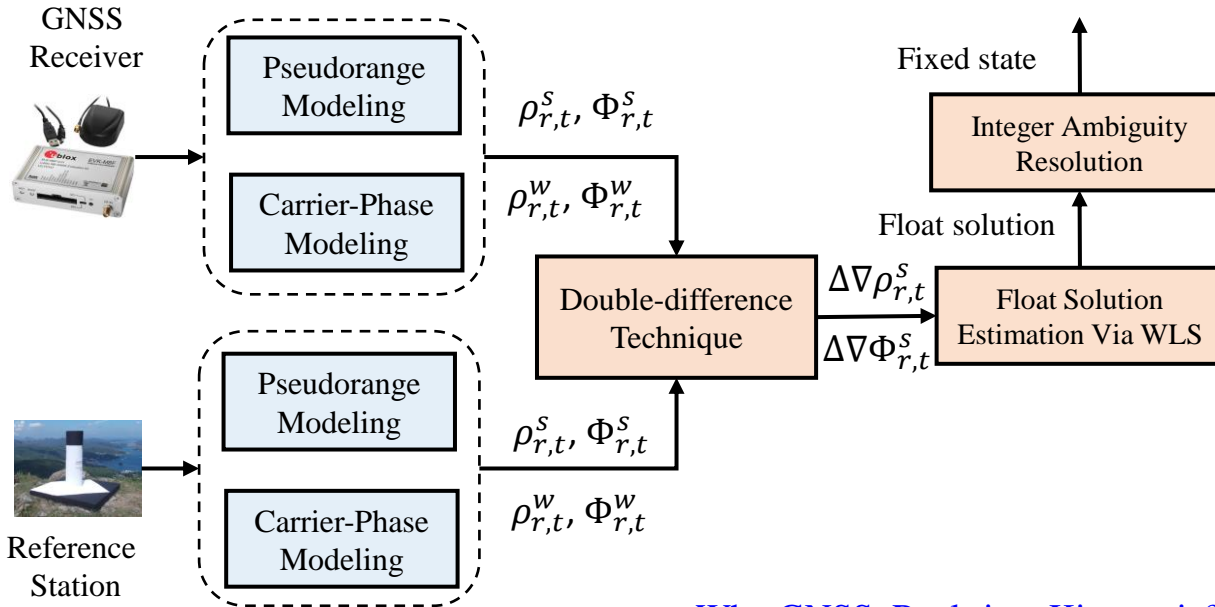 GNSS
Receiver
ublox
Pseudorange
Modeling
Carrier-Phase
Modeling
ρ^s_{r,t}, Φ^s_{r,t}
ρ^w_{r,t}, Φ^w_{r,t}
Reference
Station
Pseudorange
Modeling
Carrier-Phase
Modeling
ρ^s_{r,t}, Φ^s_{r,t}
ρ^w_{r,t}, Φ^w_{r,t}
Double-difference
Technique
Δ∇ρ^s_{r,t}
Δ∇Φ^s_{r,t}
Float Solution
Estimation Via WLS
Float solution
Integer Ambiguity
Resolution
Fixed state